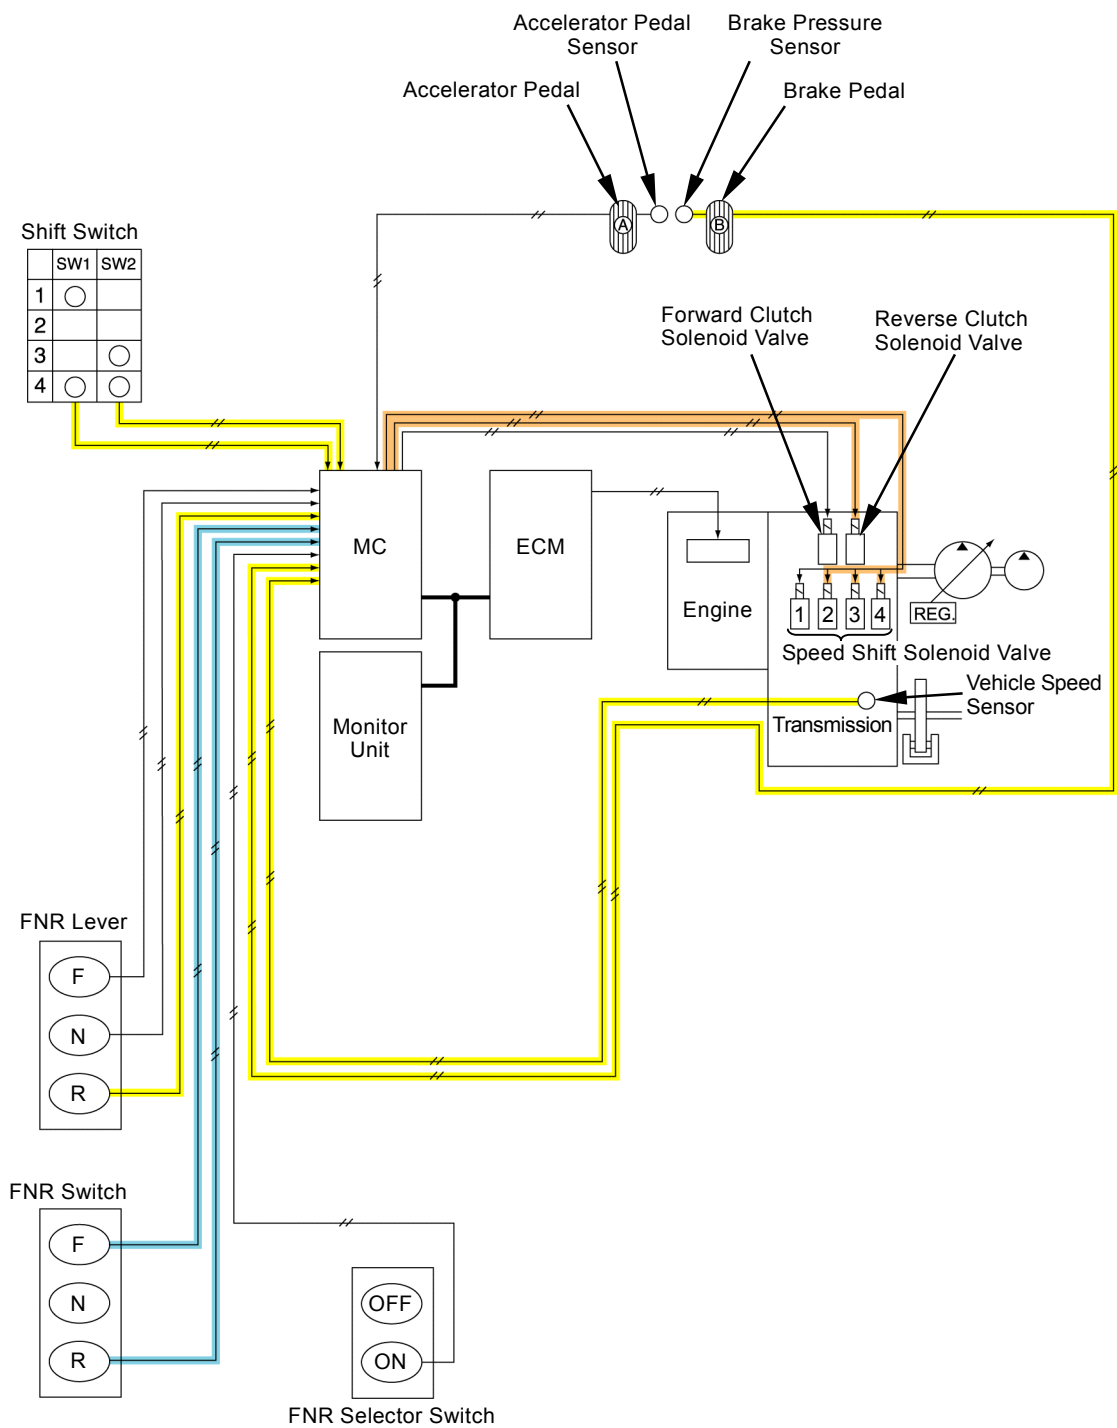 Accelerator Pedal
Sensor
Brake Pressure
Sensor
Accelerator Pedal
Brake Pedal
A
B
Shift Switch
SW1 SW2
1
2
3
4
Forward Clutch
Solenoid Valve
Reverse Clutch
Solenoid Valve
MC
ECM
Engine
1 2 3 4
REG.
Speed Shift Solenoid Valve
Vehicle Speed
Sensor
Transmission
Monitor
Unit
FNR Lever
F
N
R
FNR Switch
F
N
R
OFF
ON
FNR Selector Switch